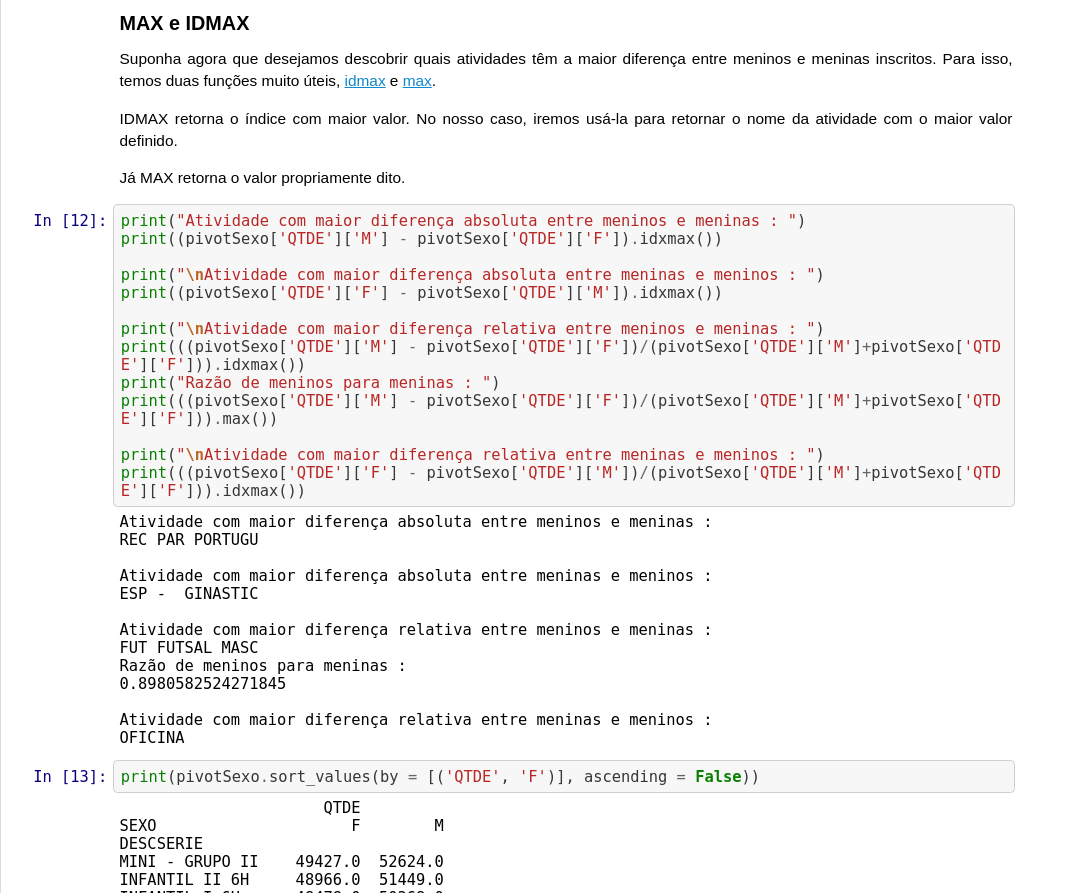 MAX e IDMAX
Suponha agora que desejamos descobrir quais atividades têm a maior diferença entre meninos e meninas inscritos. Para isso,
temos duas funções muito úteis, idmax e max.
IDMAX retorna o índice com maior valor. No nosso caso, iremos usá-la para retornar o nome da atividade com o maior valor
definido.
Já MAX retorna o valor propriamente dito.
In [12]: print("Atividade com maior diferença absoluta entre meninos e meninas : ")
print((pivotSexo['QTDE']['M'] - pivotSexo['QTDE']['F']).idxmax())
print("\nAtividade com maior diferença absoluta entre meninas e meninos : ")
print((pivotSexo['QTDE']['F'] - pivotSexo['QTDE']['M']).idxmax())
print("\nAtividade com maior diferença relativa entre meninos e meninas : ")
print(((pivotSexo['QTDE']['M'] - pivotSexo['QTDE']['F'])/(pivotSexo['QTDE']['M']+pivotSexo['QTD
E']['F'])).idxmax())
print("Razão de meninos para meninas : ")
print(((pivotSexo['QTDE']['M'] - pivotSexo['QTDE']['F'])/(pivotSexo['QTDE']['M']+pivotSexo['QTD
E']['F'])).max())
print("\nAtividade com maior diferença relativa entre meninas e meninos : ")
print(((pivotSexo['QTDE']['F'] - pivotSexo['QTDE']['M'])/(pivotSexo['QTDE']['M']+pivotSexo['QTD
E']['F'])).idxmax())
Atividade com maior diferença absoluta entre meninos e meninas :
REC PAR PORTUGU
Atividade com maior diferença absoluta entre meninas e meninos :
ESP -  GINASTIC
Atividade com maior diferença relativa entre meninos e meninas :
FUT FUTSAL MASC
Razão de meninos para meninas :
0.8980582524271845
Atividade com maior diferença relativa entre meninas e meninos :
OFICINA
In [13]: print(pivotSexo.sort_values(by = [('QTDE', 'F')], ascending = False))
QTDE
SEXO F M
DESCSERIE
MINI - GRUPO II 49427.0 52624.0
INFANTIL II 6H 48966.0 51449.0